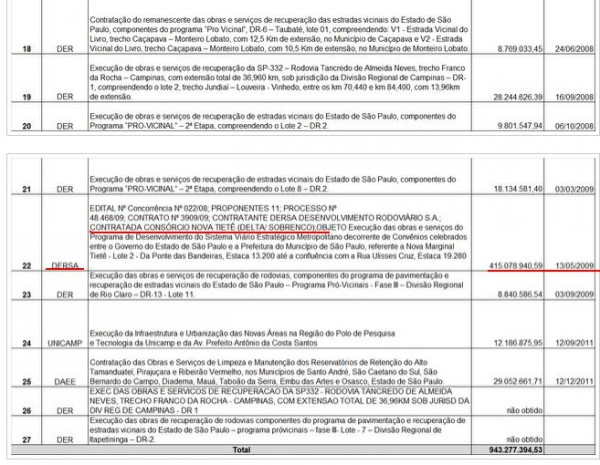 Contratação do remanescente das obras e serviços de recuperação das estradas vicinais do Estado de São
Paulo, componentes do programa "Pro Vicinal", DR-6 – Taubaté, lote 01, compreendendo: V1 - Estrada Vicinal do
Livro, trecho Caçapava – Monteiro Lobato, com 12,5 Km de extensão, no Município de Caçapava e V2 - Estrada
Vicinal do Livro, trecho Caçapava – Monteiro Lobato, com 10,5 Km de extensão, no Município de Monteiro Lobato.
18 DER 8.769.033,45 24/06/2008
Execução de obras e serviços de recuperação da SP-332 – Rodovia Tancredo de Almeida Neves, trecho Franco
da Rocha – Campinas, com extensão total de 36,960 km, sob jurisdição da Divisão Regional de Campinas – DR-
1, compreendendo o lote 2, trecho Jundiaí – Louveira - Vinhedo, entre os km 70,440 e km 84,400, com 13,96km
de extensão.
19 DER 28.244.626,39 16/09/2008
Execução de obras e serviços de recuperação de estradas vicinais do Estado de São Paulo, componentes do
Programa "PRO-VICINAL" – 2ª Etapa, compreendendo o Lote 2 – DR.2.
20 DER 9.801.547,94 06/10/2008
Execução de obras e serviços de recuperação de estradas vicinais do Estado de São Paulo, componentes do
Programa "PRO-VICINAL" – 2ª Etapa, compreendendo o Lote 8 – DR.2.
21 DER 18.134.581,40 03/03/2009
EDITAL Nº Concorrência Nº 022/08; PROPONENTES 11; PROCESSO Nº
48.468/09; CONTRATO Nº 3909/09; CONTRATANTE DERSA DESENVOLVIMENTO RODOVIÁRIO S.A.;
CONTRATADA CONSÓRCIO NOVA TIETÊ (DELTA/ SOBRENCO);OBJETO Execução das obras e serviços do
Programa de Desenvolvimento do Sistema Viário Estratégico Metropolitano decorrente de Convênios celebrados
entre o Governo do Estado de São Paulo e a Prefeitura do Município de São Paulo, referente a Nova Marginal
Tietê - Lote 2 - Da Ponte das Bandeiras, Estaca 13.200 até a confluência com a Rua Ulisses Cruz, Estaca 19.280
22 DERSA 415.078.940,59 13/05/2009
Execução das obras e serviços de recuperação de rodovias, componentes do programa de pavimentação e
recuperação de estradas vicinais do Estado de São Paulo – Programa Pró-Vicinais - Fase III – Divisão Regional
de Rio Claro – DR-13 - Lote 11.
23 DER 8.840.586,54 03/09/2009
Execução da Infraestrutura e Urbanização das Novas Áreas na Região do Polo de Pesquisa
e Tecnologia da Unicamp e da Av. Prefeito Antônio da Costa Santos
24 UNICAMP 12.186.875,95 12/09/2011
Contratação das Obras e Serviços de Limpeza e Manutenção dos Reservatórios de Retenção do Alto
Tamanduateí, Pirajuçara e Ribeirão Vermelho, nos Municípios de Santo André, São Caetano do Sul, São
Bernardo do Campo, Diadema, Mauá, Taboão da Serra, Embu das Artes e Osasco, Estado de São Paulo.
25 DAEE 29.052.661,71 12/12/2011
EXEC DAS OBRAS E SERVICOS DE RECUPERACAO DA SP332 - RODOVIA TANCREDO DE ALMEIDA
NEVES, TRECHO FRANCO DA ROCHA - CAMPINAS, COM EXTENSAO TOTAL DE 36,96KM SOB JURISD DA
DIV REG DE CAMPINAS - DR 1
26 DER não obtido
Execução das obras de recuperação de rodovias componentes do programa de pavimentação e recuperação
de estradas vicinais do Estado de São Paulo – programa próvicinais – fase III- Lote - 7 – Divisão Regional de
Itapetininga – DR-2.
27 DER não obtido
Total 943.277.394,53